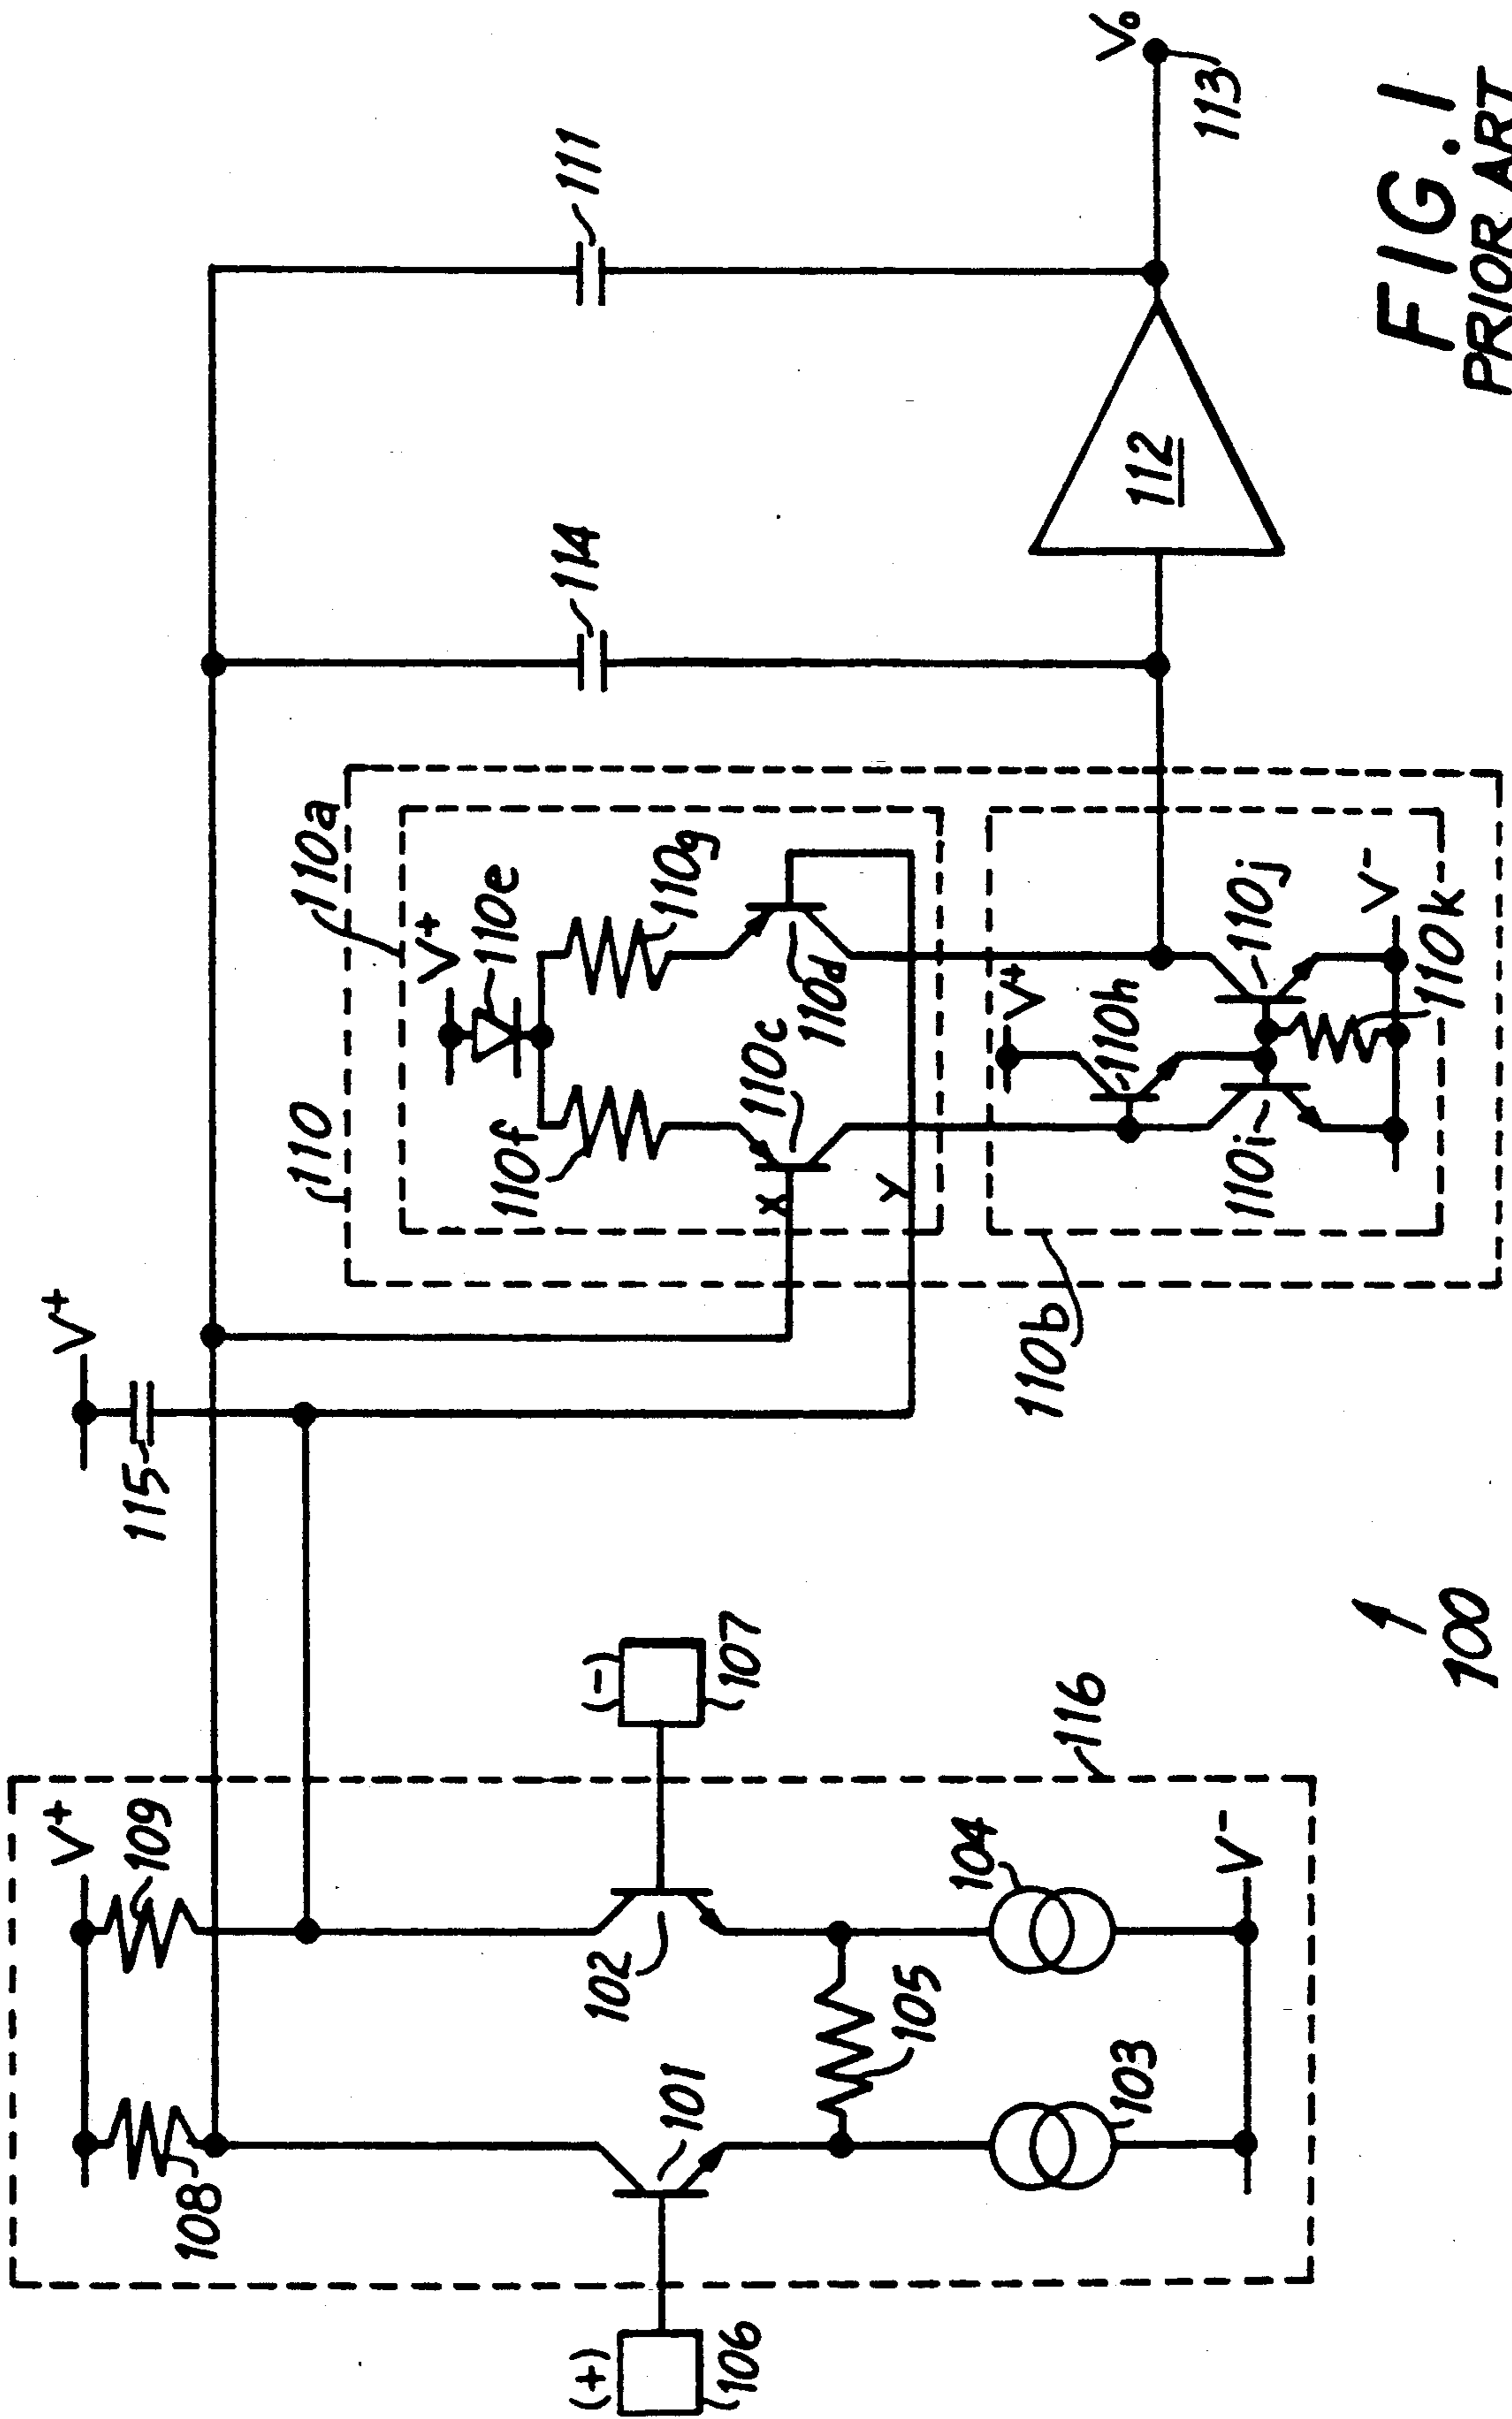 V+
V+
115
108
109
110
110a
V+
110e
110f
110g
114
111
(+)
106
101
102
(-)
107
X
110c
110d
Y
105
103
104
V-
116
110b
V+
110h
110i
110j
V-
110k
112
Vo
113
100
FIG. 1
PRIOR ART